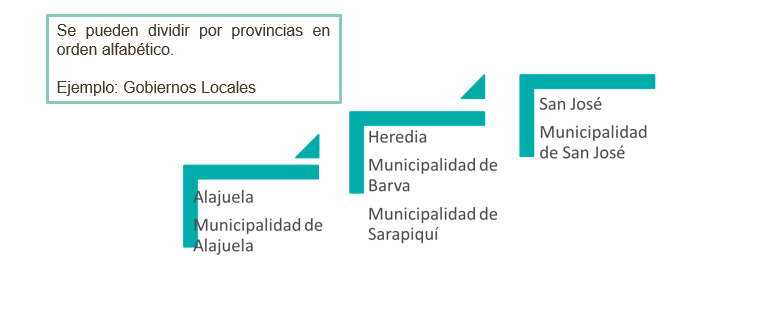 Se pueden dividir por provincias en
orden alfabético.
Ejemplo: Gobiernos Locales
Alajuela
Municipalidad de
Alajuela
Heredia
Municipalidad de
Barva
Municipalidad de
Sarapiquí
San José
Municipalidad
de San José